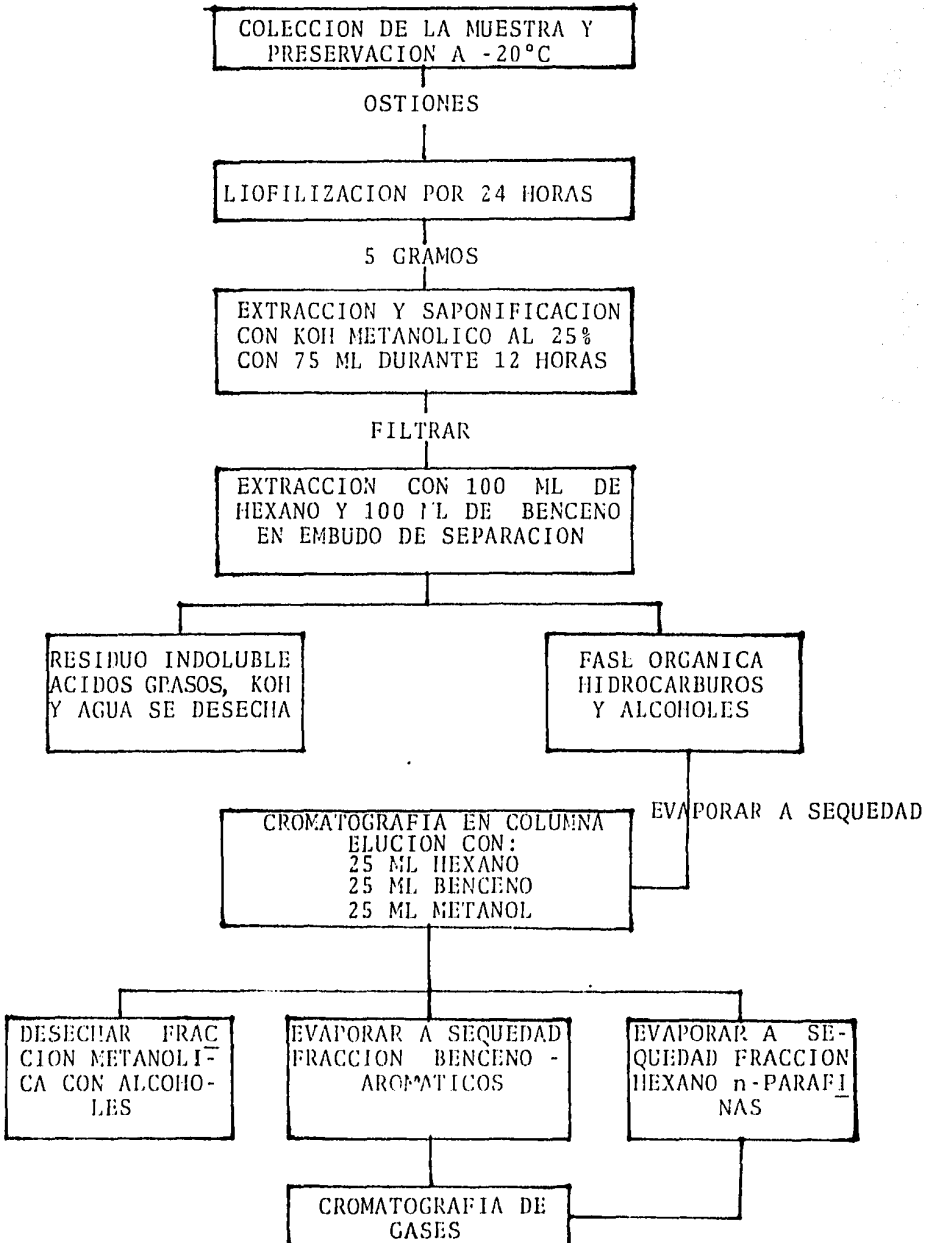 COLECCION DE LA MUESTRA Y
PRESERVACION A -20°C
OSTIONES
LIOFILIZACION POR 24 HORAS
5 GRAMOS
EXTRACCION Y SAPONIFICACION
CON KOH METANOLICO AL 25%
CON 75 ML DURANTE 12 HORAS
FILTRAR
EXTRACCION CON 100 ML DE
HEXANO Y 100 ML DE BENCENO
EN EMBUDO DE SEPARACION
RESIDUO INDOLUBLE
ACIDOS GRASOS, KOH
Y AGUA SE DESECHA
FASE ORGANICA
HIDROCARBUROS
Y ALCOHOLES
EVAPORAR A SEQUEDAD
CROMATOGRAFIA EN COLUMNA
ELUCION CON:
25 ML HEXANO
25 ML BENCENO
25 ML METANOL
DESECHAR FRAC
CION METANOLI-
CA CON ALCOHO-
LES
EVAPORAR A SEQUEDAD
FRACCION BENCENO -
AROMATICOS
EVAPORAR A SE-
QUEDAD FRACCION
HEXANO n-PARAFI
NAS
CROMATOGRAFIA DE
GASES